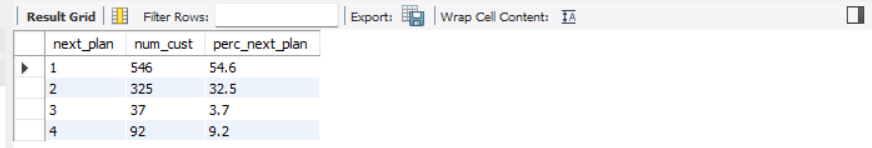 Result Grid Filter Rows: Export: Wrap Cell Content: IA
next_plan num_cust perc_next_plan
1 546 54.6
2 325 32.5
3 37 3.7
4 92 9.2